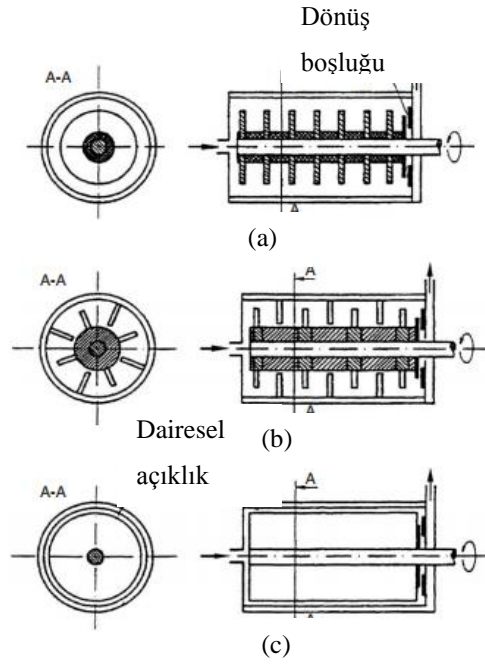 Dönüş
boşluğu
A-A
A
(a)
A-A
A
A
(b)
Dairesel
açıklık
A-A
A
A
(c)